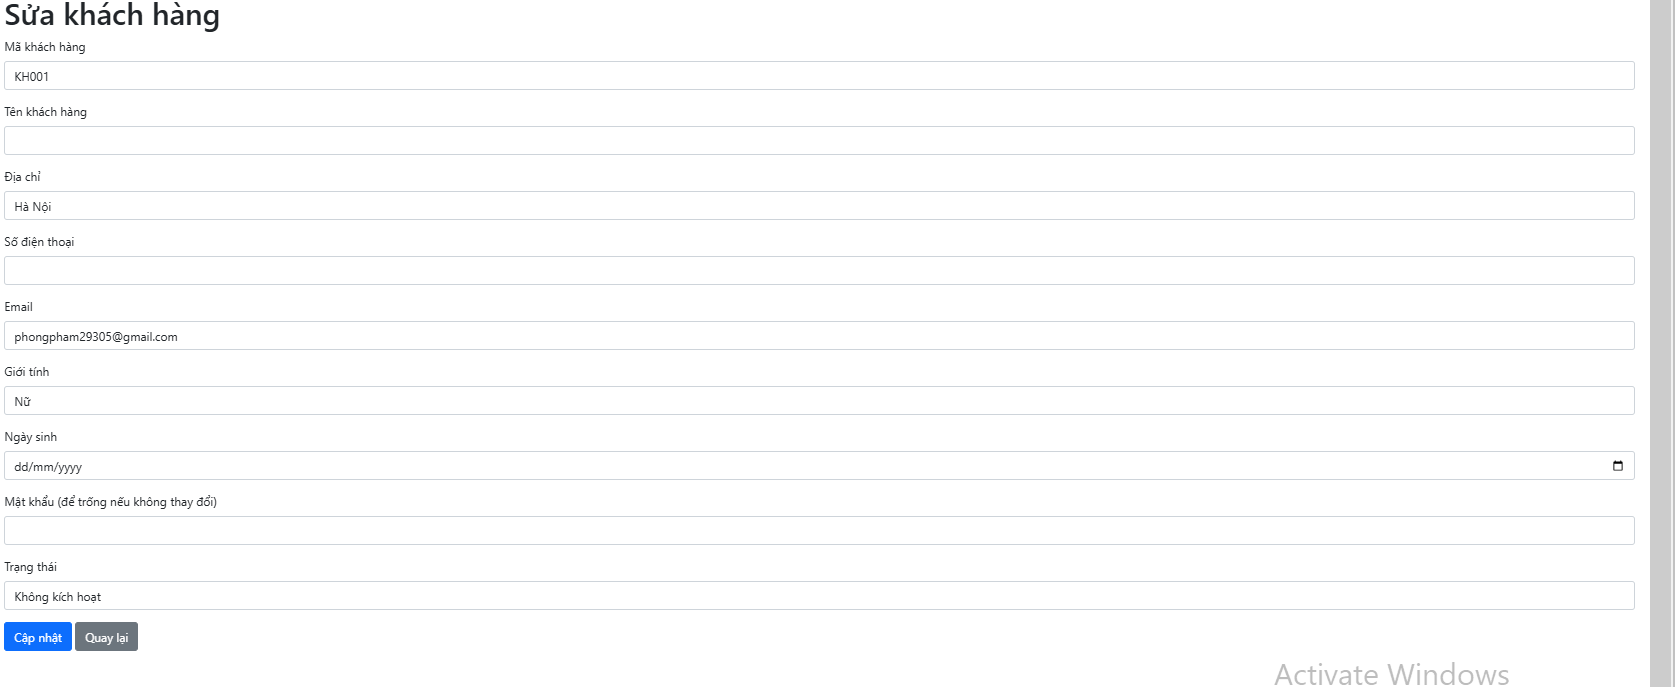 Sửa khách hàng
Mã khách hàng
KH001
Tên khách hàng
Địa chỉ
Hà Nội
Số điện thoại
Email
phongpham29305@gmail.com
Giới tính
Nữ
Ngày sinh
dd/mm/yyyy
Mật khẩu (để trống nếu không thay đổi)
Trạng thái
Không kích hoạt
Cập nhật Quay lại
Activate Windows